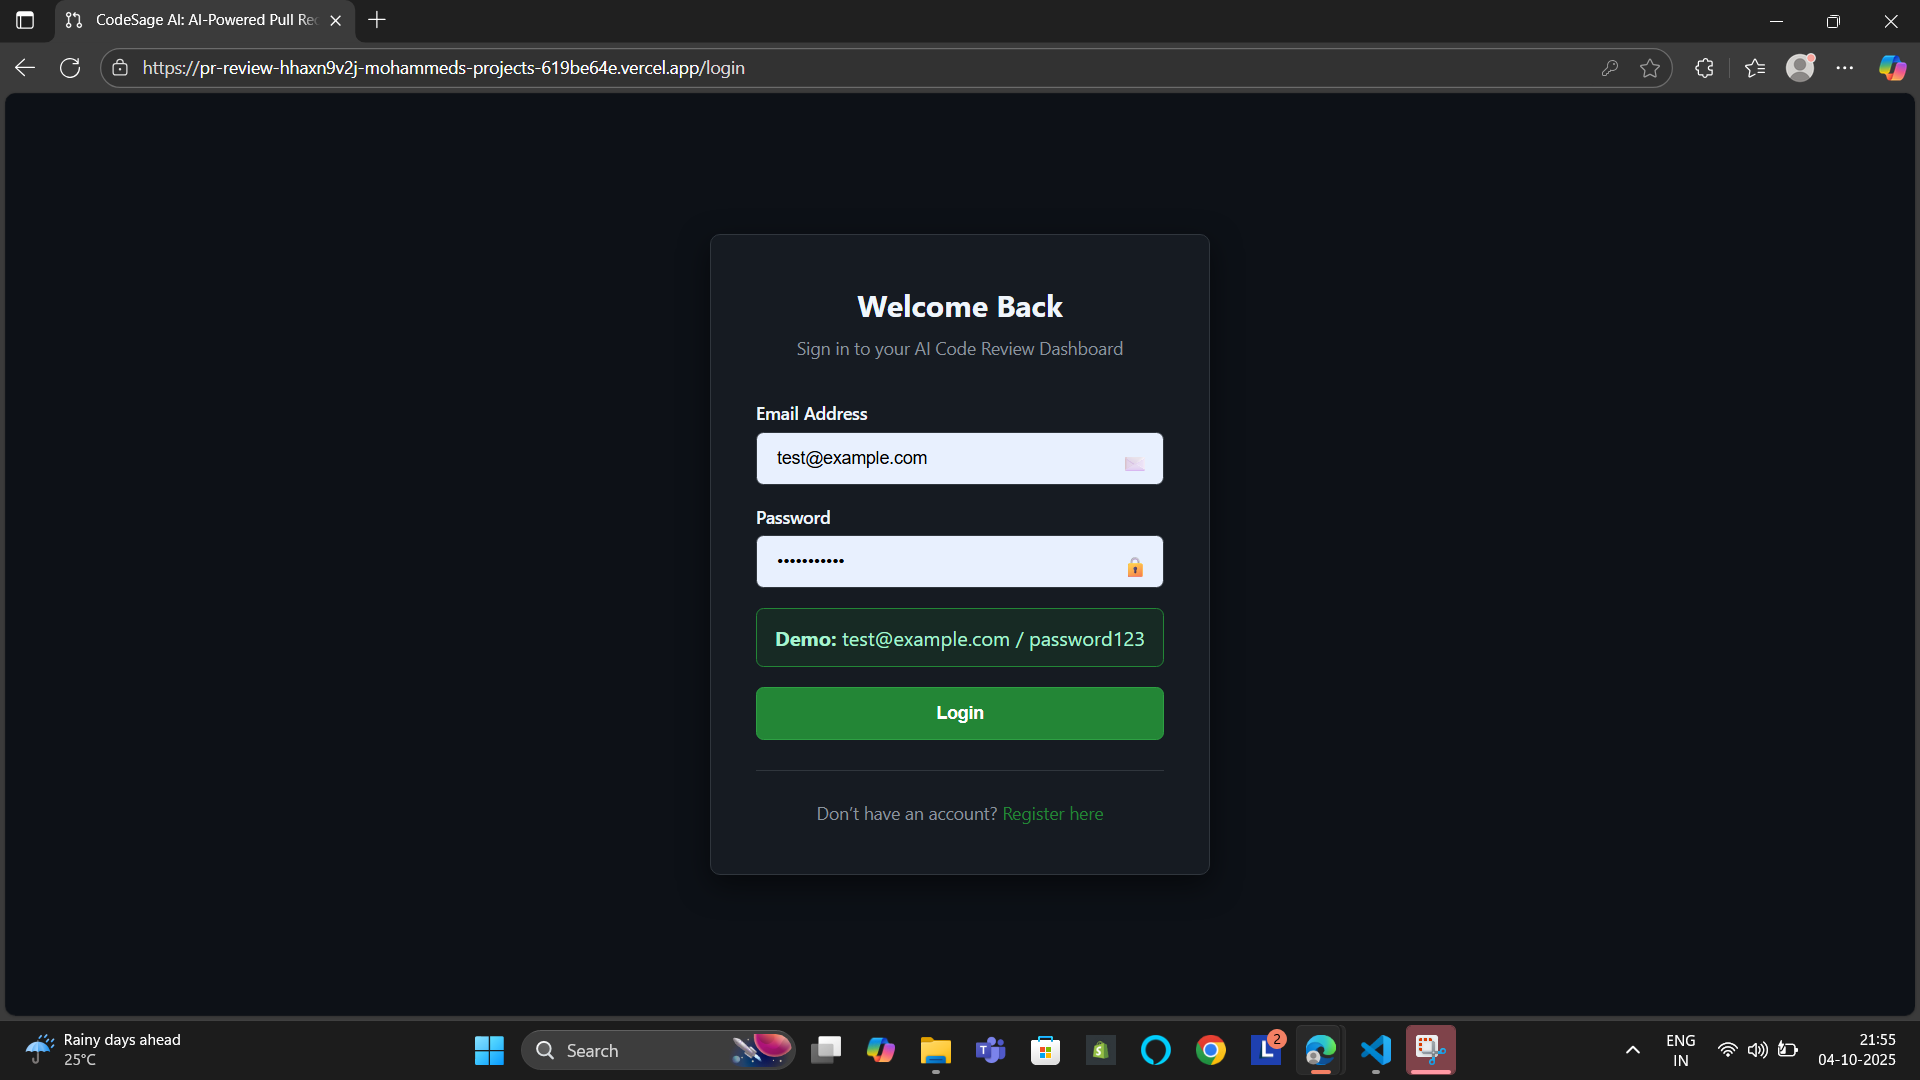 CodeSage AI: AI-Powered Pull Re
https://pr-review-hhaxn9v2j-mohammeds-projects-619be64e.vercel.app/login
Welcome Back
Sign in to your AI Code Review Dashboard
Email Address
test@example.com
Password
•••••••••••
Demo: test@example.com / password123
Login
Don't have an account? Register here
Rainy days ahead
25°C
Search
T
L
2
ENG
IN
21:55
04-10-2025